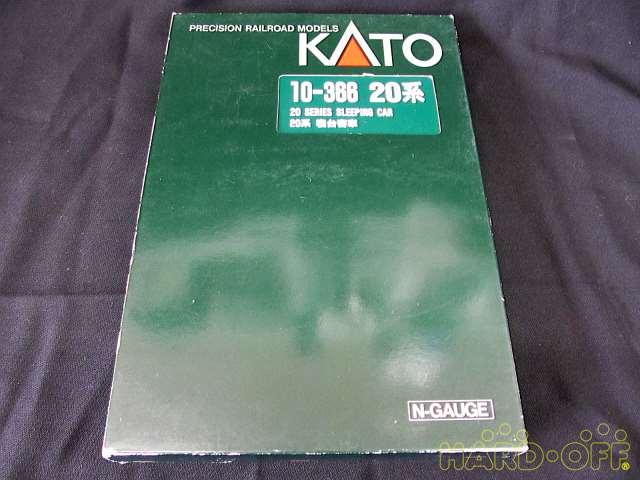 PRECISION RAILROAD MODELS
KATO
10-366 20系
20 SERIES SLEEPING CAR
20系 寝台客車
N-GAUGE
HARD·OFF